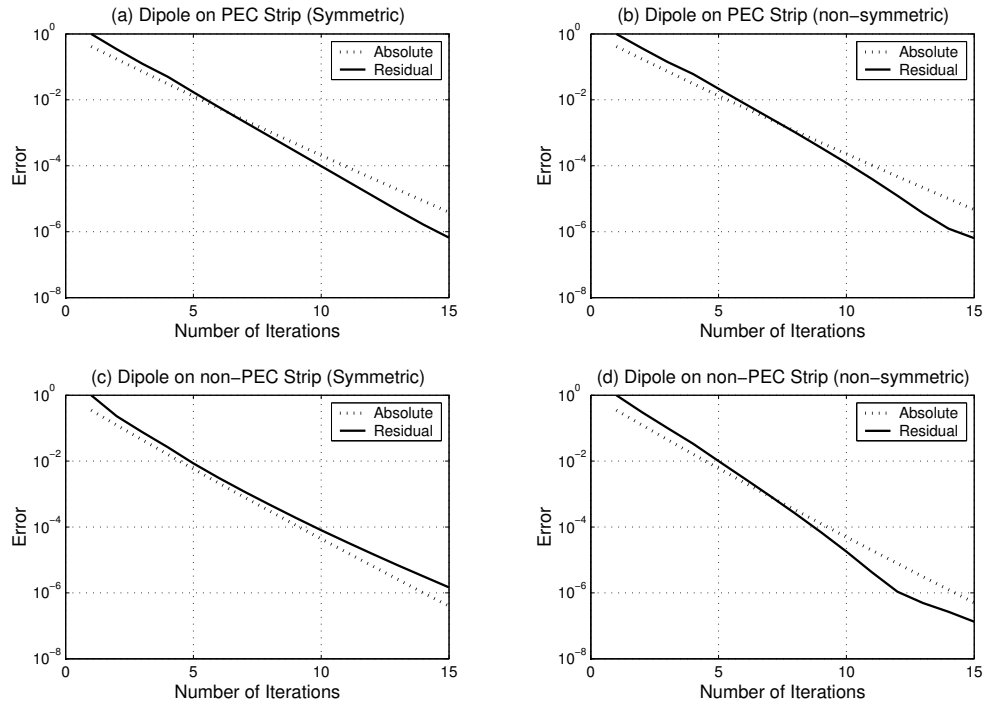 (a) Dipole on PEC Strip (Symmetric)
10^0
10^−2
10^−4
10^−6
10^−8
Error
Absolute
Residual
0 5 10 15
Number of Iterations
(b) Dipole on PEC Strip (non−symmetric)
10^0
10^−2
10^−4
10^−6
10^−8
Error
Absolute
Residual
0 5 10 15
Number of Iterations
(c) Dipole on non−PEC Strip (Symmetric)
10^0
10^−2
10^−4
10^−6
10^−8
Error
Absolute
Residual
0 5 10 15
Number of Iterations
(d) Dipole on non−PEC Strip (non−symmetric)
10^0
10^−2
10^−4
10^−6
10^−8
Error
Absolute
Residual
0 5 10 15
Number of Iterations